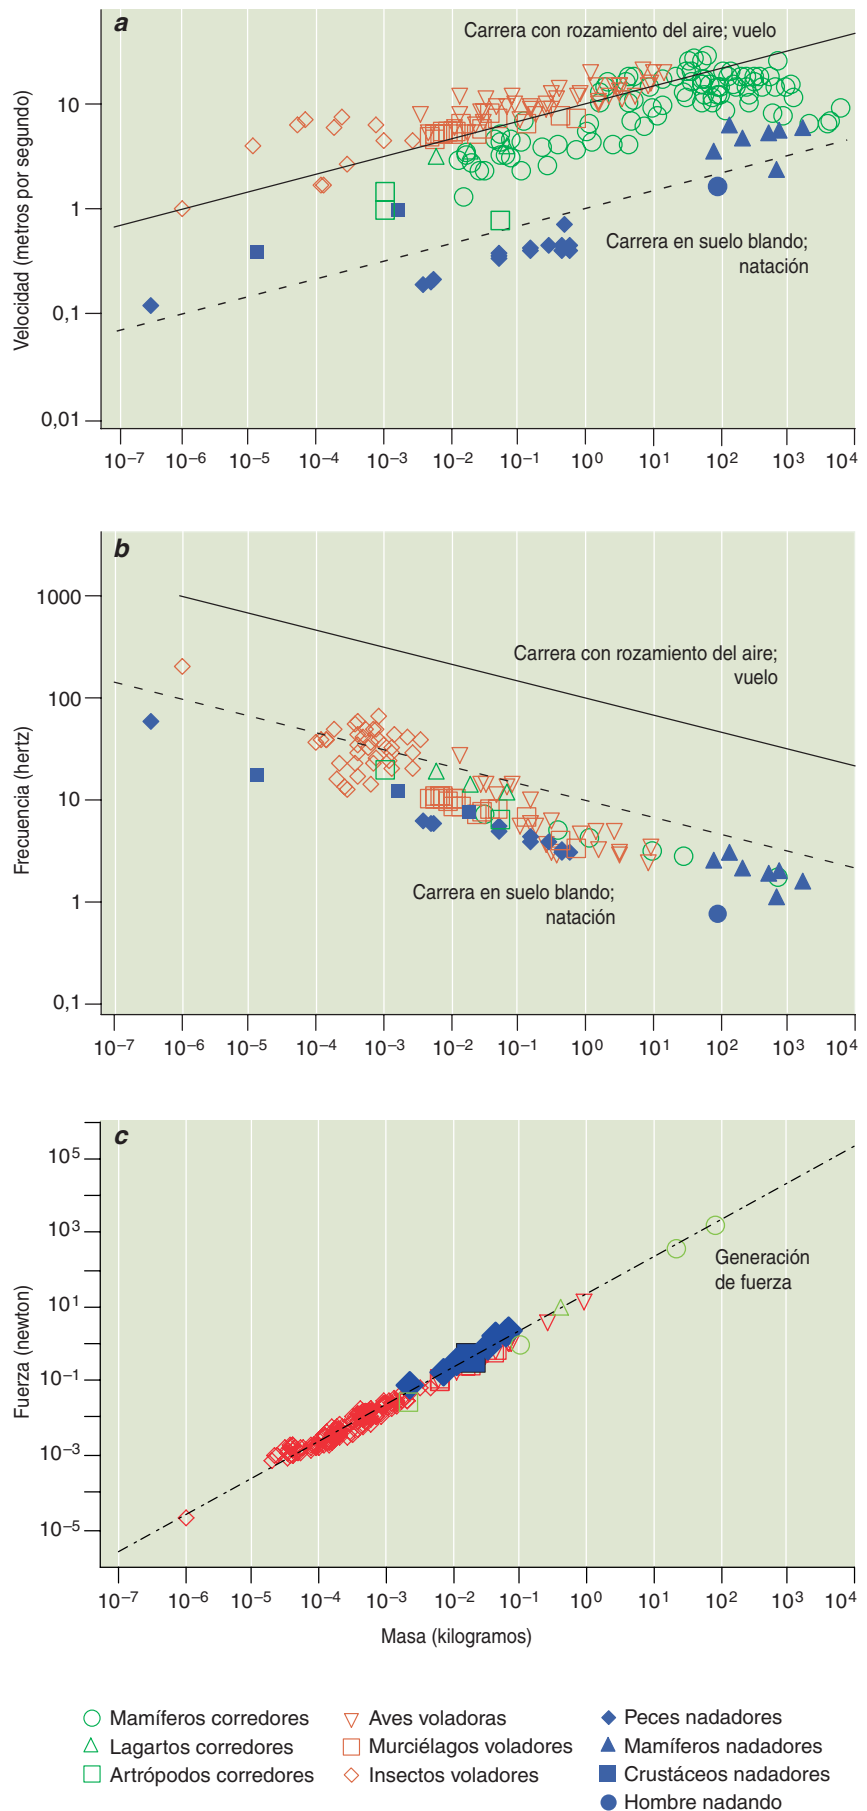 a
Carrera con rozamiento del aire; vuelo
Velocidad (metros por segundo)
10
1
0,1
0,01
Carrera en suelo blando;
natación
10⁻⁷ 10⁻⁶ 10⁻⁵ 10⁻⁴ 10⁻³ 10⁻² 10⁻¹ 10⁰ 10¹ 10² 10³ 10⁴
b
Carrera con rozamiento del aire;
vuelo
Frecuencia (hertz)
1000
100
10
1
0,1
Carrera en suelo blando;
natación
10⁻⁷ 10⁻⁶ 10⁻⁵ 10⁻⁴ 10⁻³ 10⁻² 10⁻¹ 10⁰ 10¹ 10² 10³ 10⁴
c
Fuerza (newton)
10⁵
10³
10¹
10⁻¹
10⁻³
10⁻⁵
Generación
de fuerza
10⁻⁷ 10⁻⁶ 10⁻⁵ 10⁻⁴ 10⁻³ 10⁻² 10⁻¹ 10⁰ 10¹ 10² 10³ 10⁴
Masa (kilogramos)
Mamíferos corredores
Lagartos corredores
Artrópodos corredores
Aves voladoras
Murciélagos voladores
Insectos voladores
Peces nadadores
Mamíferos nadadores
Crustáceos nadadores
Hombre nadando